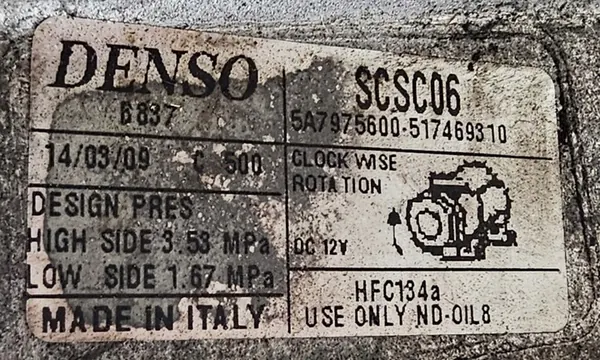 DENSO
6837
14/03/09 C 500
DESIGN PRES
HIGH SIDE 3.53 MPa
LOW SIDE 1.67 MPa
MADE IN ITALY
SCSC06
5A7975600-517469310
CLOCK WISE
ROTATION
DC 12V
HFC134a
USE ONLY ND-OIL8